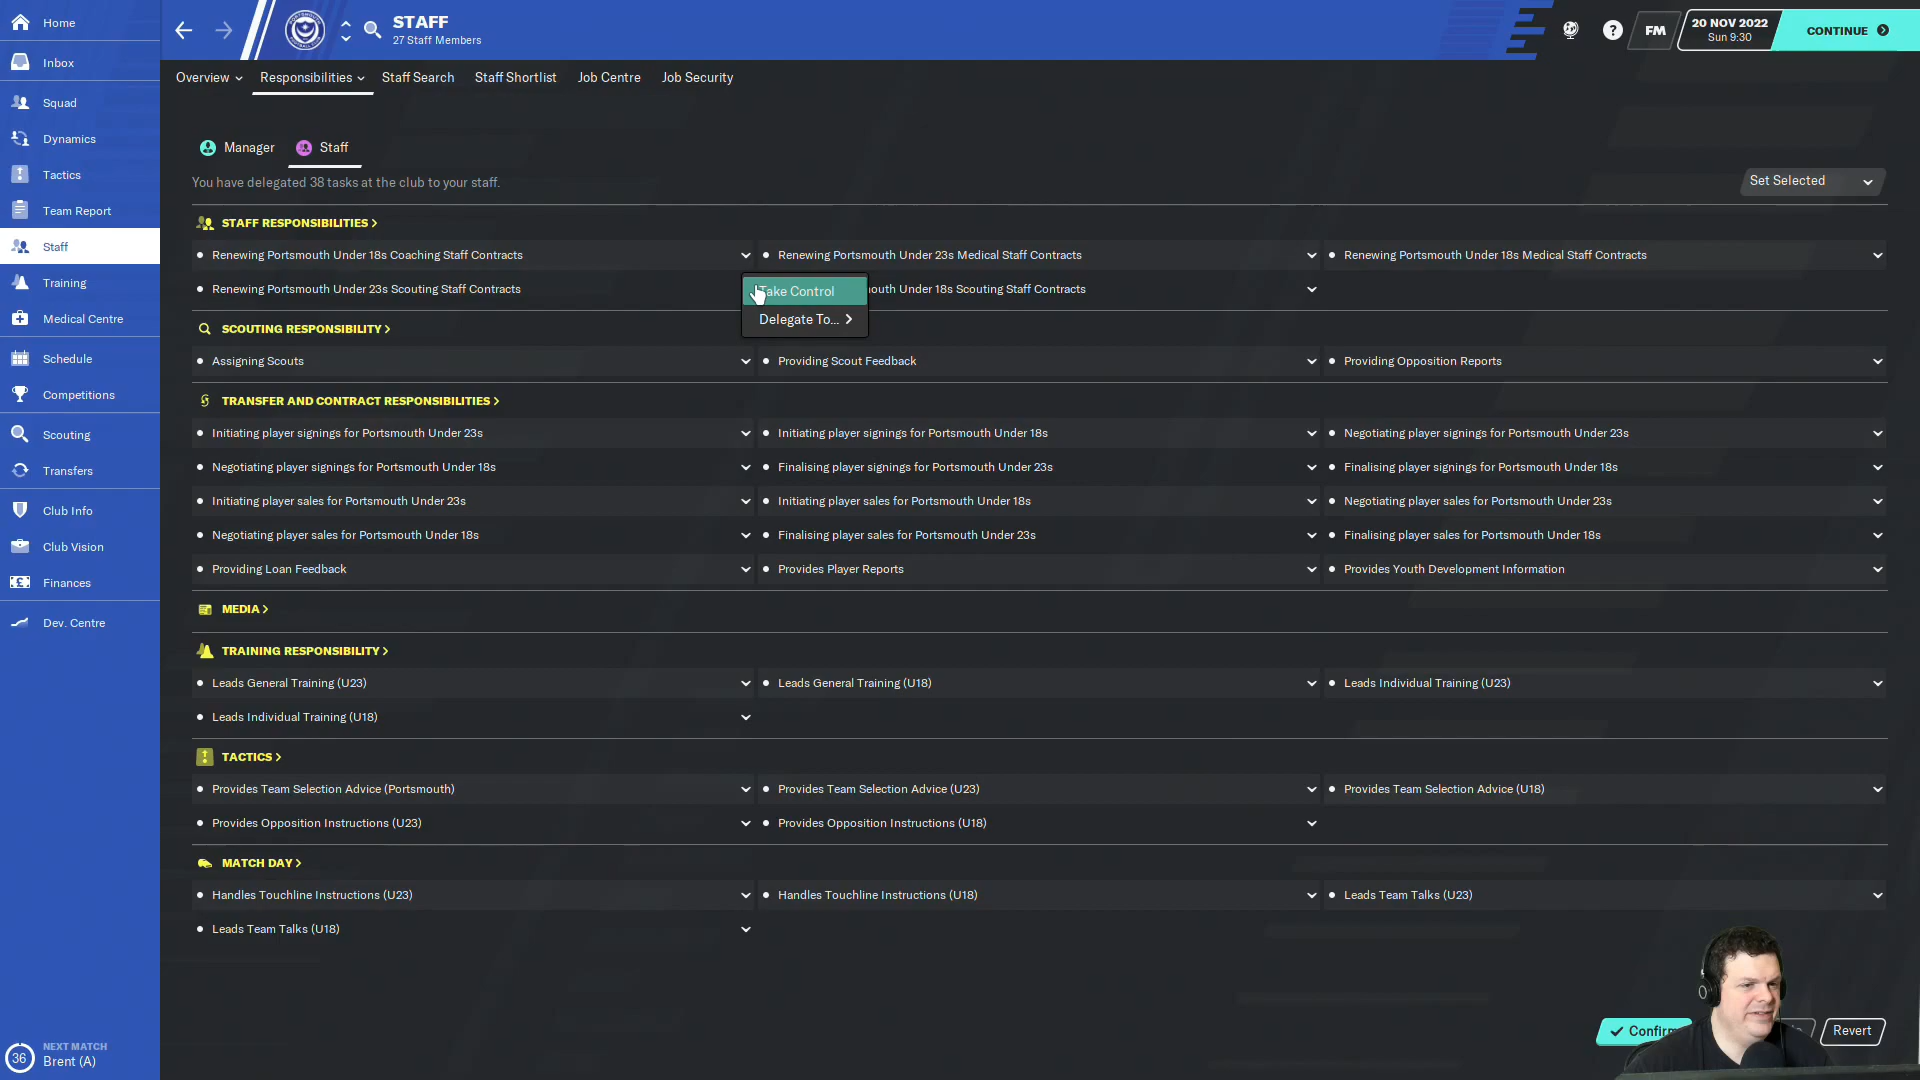 Home
Inbox
Squad
Dynamics
Tactics
Team Report
Staff
Training
Medical Centre
Schedule
Competitions
Scouting
Transfers
Club Info
Club Vision
Finances
Dev. Centre
36
NEXT MATCH
Brent (A)
STAFF
27 Staff Members
?
FM
20 NOV 2022
Sun 9:30
CONTINUE
Overview Responsibilities Staff Search Staff Shortlist Job Centre Job Security
Manager Staff
You have delegated 38 tasks at the club to your staff.
Set Selected
STAFF RESPONSIBILITIES >
Renewing Portsmouth Under 18s Coaching Staff Contracts Renewing Portsmouth Under 23s Medical Staff Contracts Renewing Portsmouth Under 18s Medical Staff Contracts
Renewing Portsmouth Under 23s Scouting Staff Contracts outh Under 18s Scouting Staff Contracts
Take Control
Delegate To... >
SCOUTING RESPONSIBILITY >
Assigning Scouts Providing Scout Feedback Providing Opposition Reports
TRANSFER AND CONTRACT RESPONSIBILITIES >
Initiating player signings for Portsmouth Under 23s Initiating player signings for Portsmouth Under 18s Negotiating player signings for Portsmouth Under 23s
Negotiating player signings for Portsmouth Under 18s Finalising player signings for Portsmouth Under 23s Finalising player signings for Portsmouth Under 18s
Initiating player sales for Portsmouth Under 23s Initiating player sales for Portsmouth Under 18s Negotiating player sales for Portsmouth Under 23s
Negotiating player sales for Portsmouth Under 18s Finalising player sales for Portsmouth Under 23s Finalising player sales for Portsmouth Under 18s
Providing Loan Feedback Provides Player Reports Provides Youth Development Information
MEDIA >
TRAINING RESPONSIBILITY >
Leads General Training (U23) Leads General Training (U18) Leads Individual Training (U23)
Leads Individual Training (U18)
TACTICS >
Provides Team Selection Advice (Portsmouth) Provides Team Selection Advice (U23) Provides Team Selection Advice (U18)
Provides Opposition Instructions (U23) Provides Opposition Instructions (U18)
MATCH DAY >
Handles Touchline Instructions (U23) Handles Touchline Instructions (U18) Leads Team Talks (U23)
Leads Team Talks (U18)
Confirm Revert